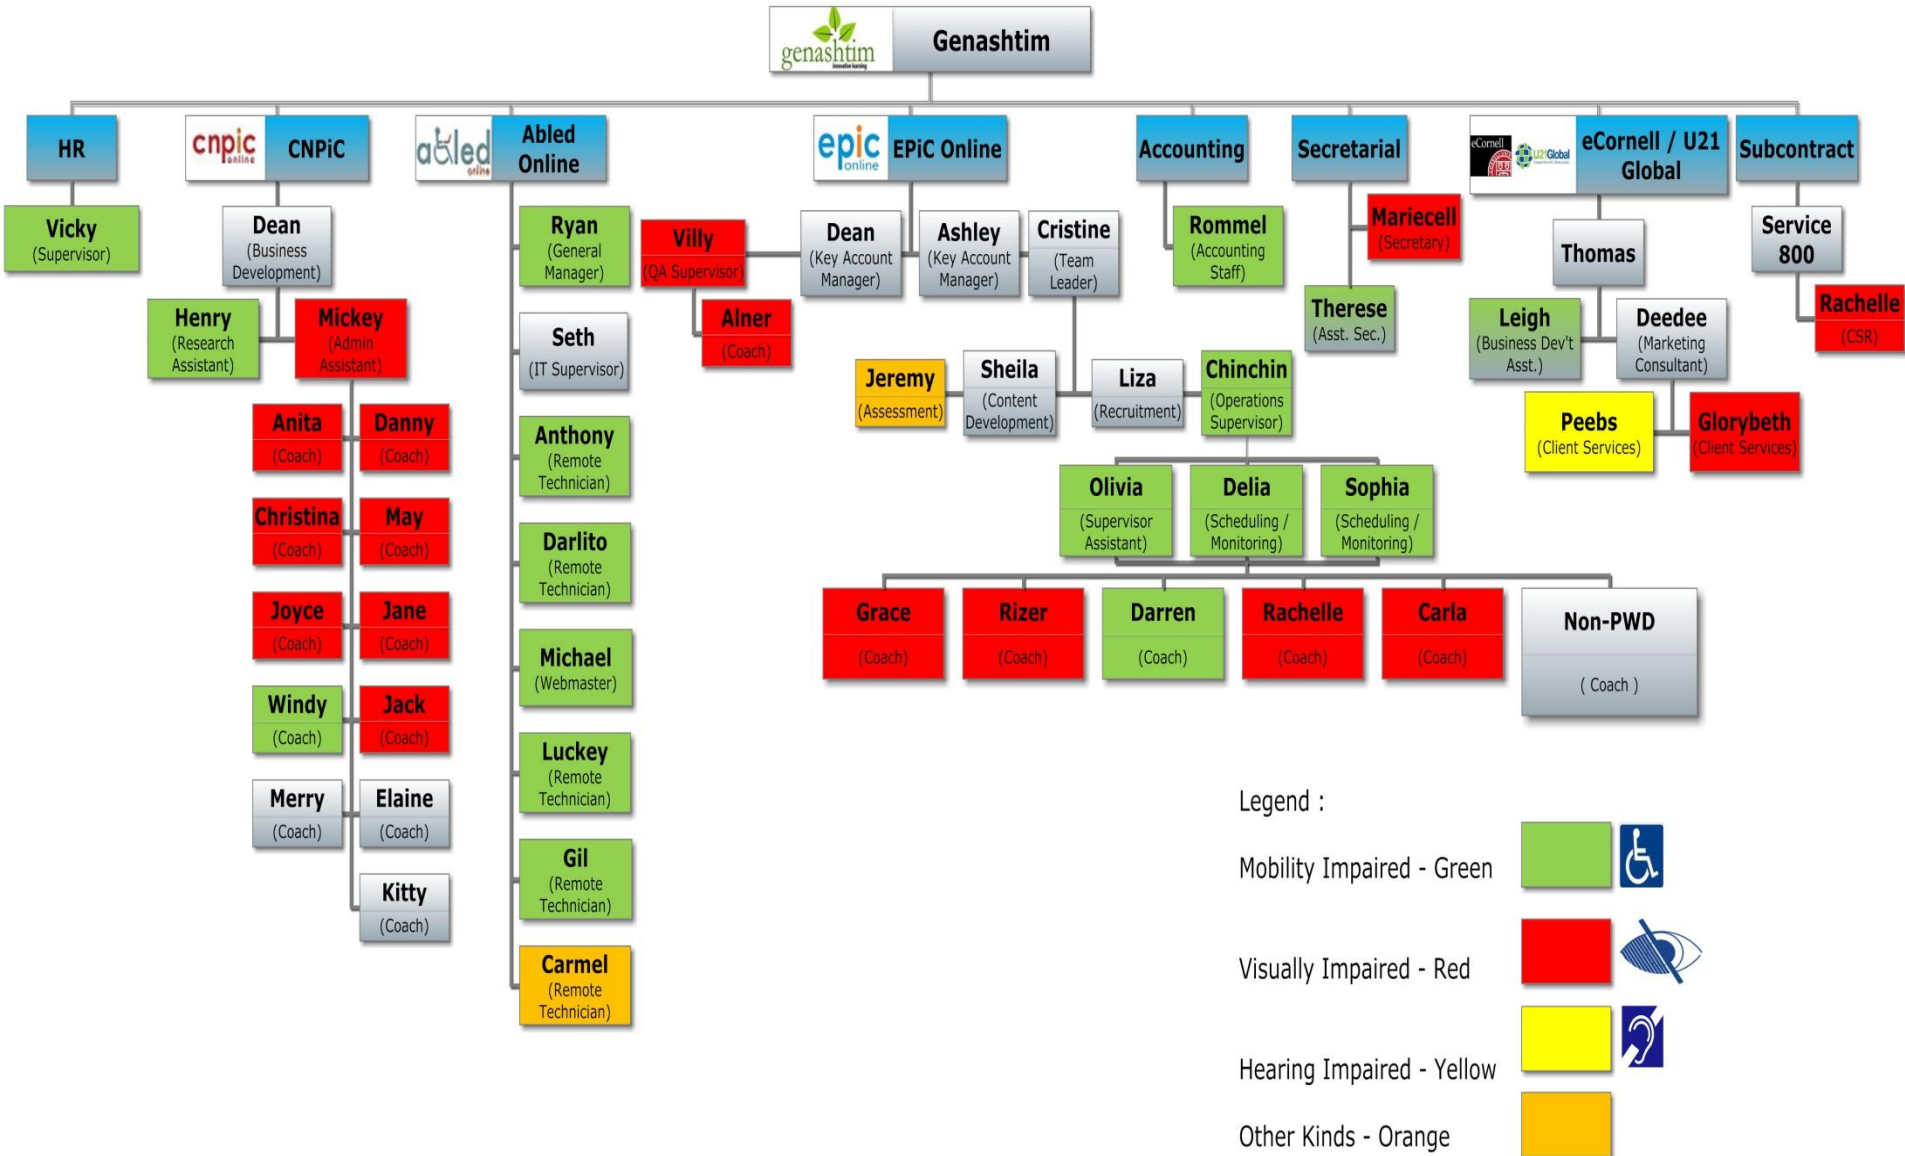 genashtim
innovative learning
Genashtim
HR
cnpic
online
CNPiC
abled
online
Abled
Online
epic
online
EPiC Online
Accounting
Secretarial
eCornell
U21Global
eCornell / U21
Global
Subcontract
Vicky
(Supervisor)
Dean
(Business
Development)
Henry
(Research
Assistant)
Mickey
(Admin
Assistant)
Anita
(Coach)
Danny
(Coach)
Christina
(Coach)
May
(Coach)
Joyce
(Coach)
Jane
(Coach)
Windy
(Coach)
Jack
(Coach)
Merry
(Coach)
Elaine
(Coach)
Kitty
(Coach)
Ryan
(General
Manager)
Seth
(IT Supervisor)
Anthony
(Remote
Technician)
Darlito
(Remote
Technician)
Michael
(Webmaster)
Luckey
(Remote
Technician)
Gil
(Remote
Technician)
Carmel
(Remote
Technician)
Villy
(QA Supervisor)
Alner
(Coach)
Dean
(Key Account
Manager)
Ashley
(Key Account
Manager)
Cristine
(Team
Leader)
Jeremy
(Assessment)
Sheila
(Content
Development)
Liza
(Recruitment)
Chinchin
(Operations
Supervisor)
Olivia
(Supervisor
Assistant)
Delia
(Scheduling /
Monitoring)
Sophia
(Scheduling /
Monitoring)
Grace
(Coach)
Rizer
(Coach)
Darren
(Coach)
Rachelle
(Coach)
Carla
(Coach)
Non-PWD
( Coach )
Rommel
(Accounting
Staff)
Mariecell
(Secretary)
Therese
(Asst. Sec.)
Thomas
Leigh
(Business Dev't
Asst.)
Deedee
(Marketing
Consultant)
Peebs
(Client Services)
Glorybeth
(Client Services)
Service
800
Rachelle
(CSR)
Legend :
Mobility Impaired - Green
Visually Impaired - Red
Hearing Impaired - Yellow
Other Kinds - Orange